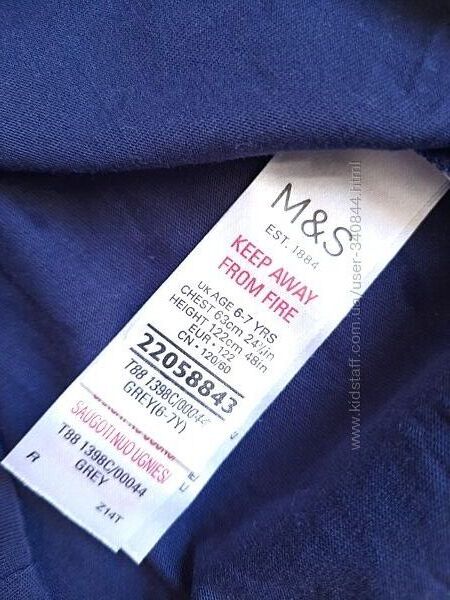 M&S
EST. 1884
KEEP AWAY
FROM FIRE
UK AGE 6-7 YRS
CHEST 63cm 24¾in
HEIGHT 122cm 48in
EUR • 122
CN • 120/60
22058843
T88 1398C/00044
GREY(6-7Y)
SAUGOTI NUO UGNIES!
T88 1398C/00044
GREY
R
Z14T
www.kidstaff.com.ua/user-340844.html